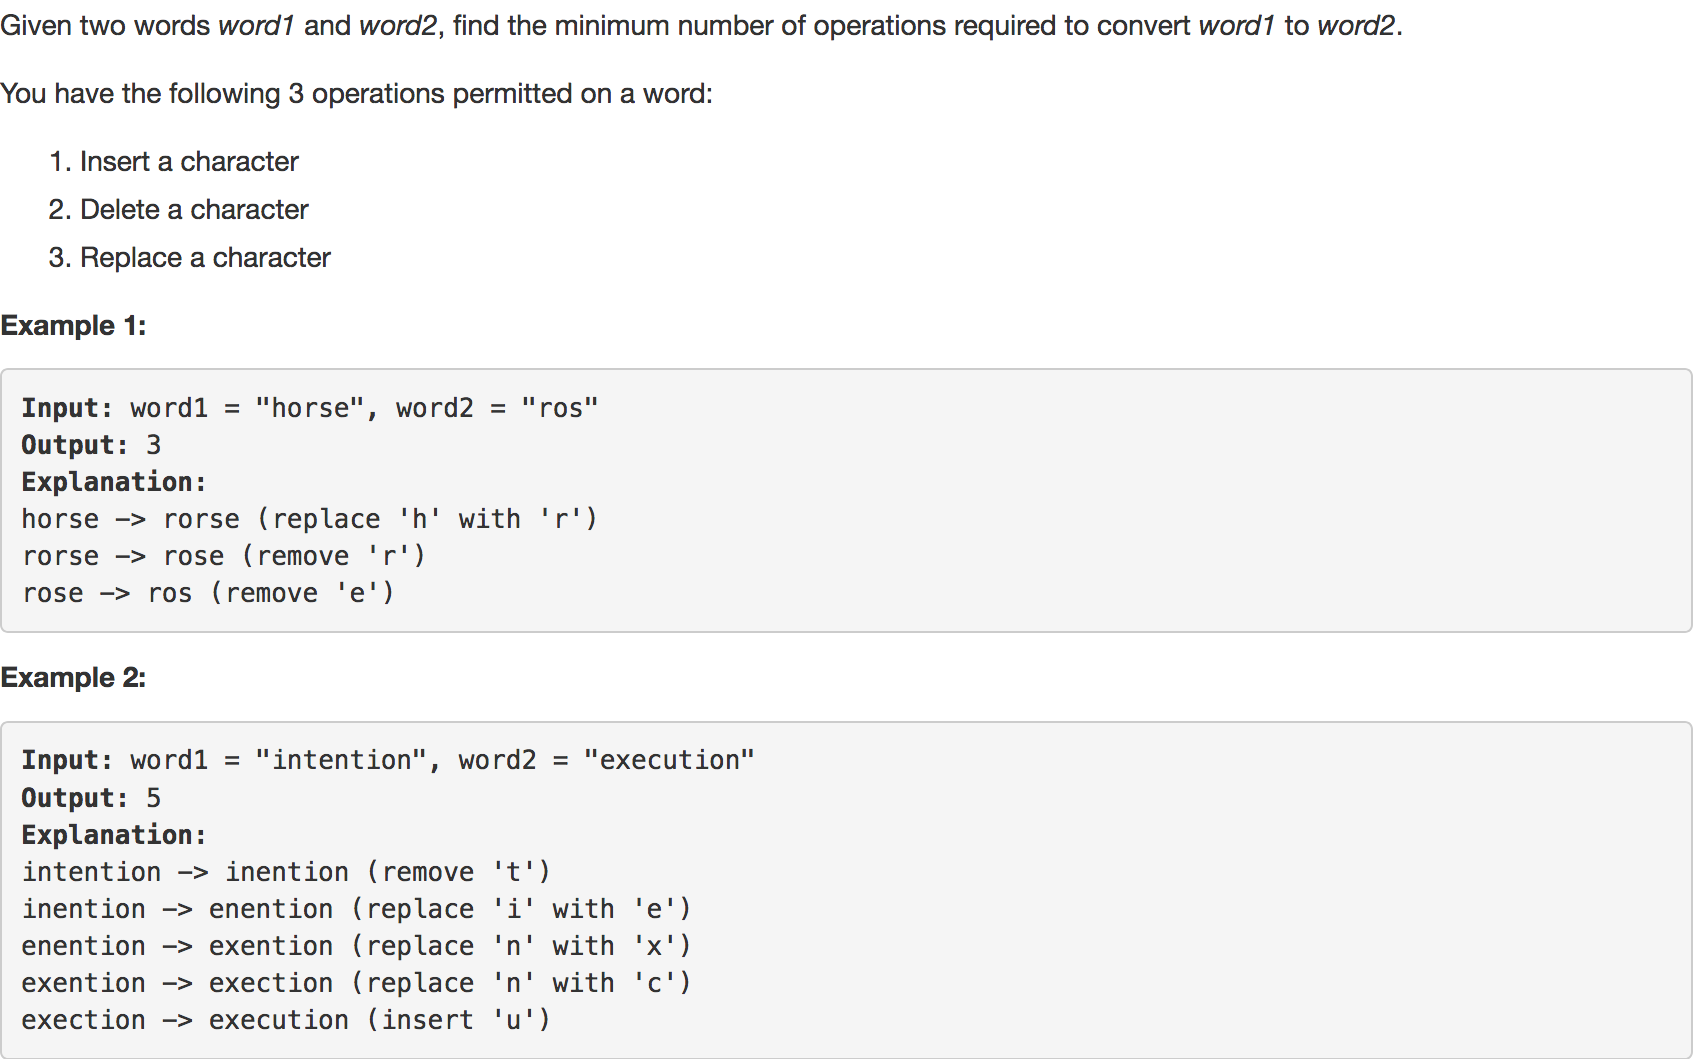 Given two words word1 and word2, find the minimum number of operations required to convert word1 to word2.
You have the following 3 operations permitted on a word:
1. Insert a character
2. Delete a character
3. Replace a character
Example 1:
Input: word1 = "horse", word2 = "ros"
Output: 3
Explanation:
horse -> rorse (replace 'h' with 'r')
rorse -> rose (remove 'r')
rose -> ros (remove 'e')
Example 2:
Input: word1 = "intention", word2 = "execution"
Output: 5
Explanation:
intention -> inention (remove 't')
inention -> enention (replace 'i' with 'e')
enention -> exention (replace 'n' with 'x')
exention -> exection (replace 'n' with 'c')
exection -> execution (insert 'u')